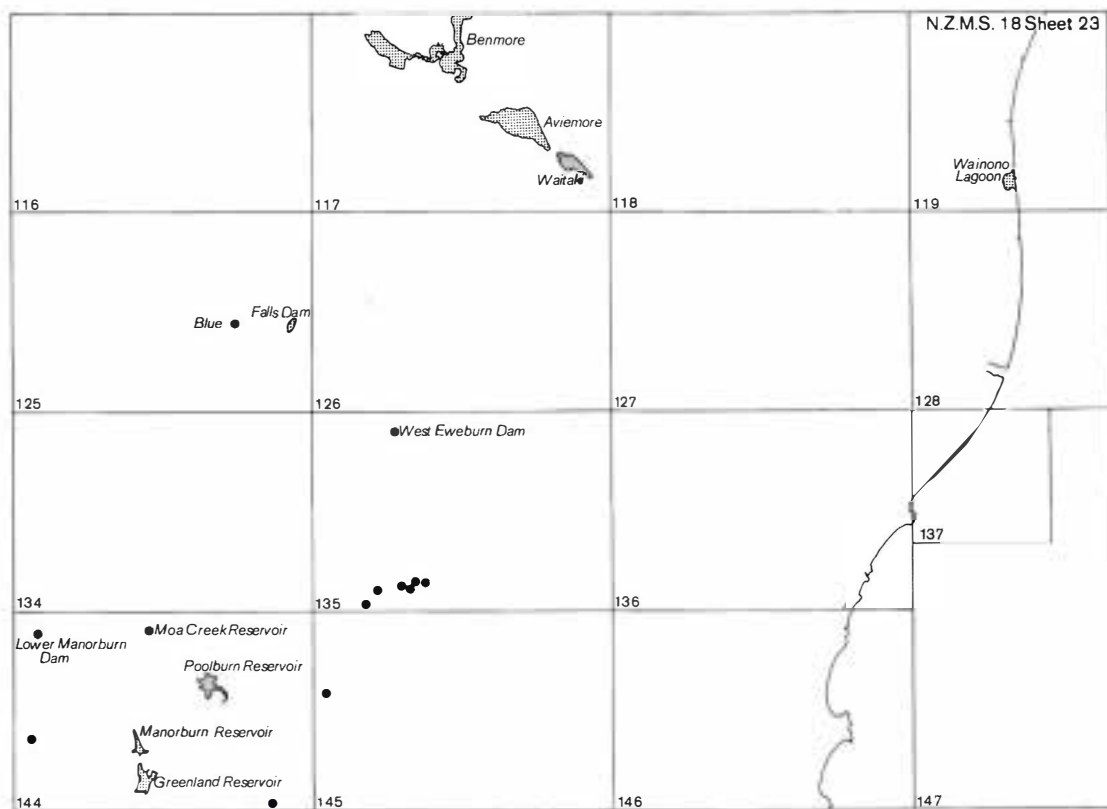 N.Z.M.S. 18 Sheet 23
Benmore
Aviemore
Waitaki
Wainono
Lagoon
116
117
118
119
Blue
Falls Dam
125
126
127
128
West Eweburn Dam
137
134
135
136
Moa Creek Reservoir
Lower Manorburn
Dam
Poolburn Reservoir
Manorburn Reservoir
Greenland Reservoir
144
145
146
147